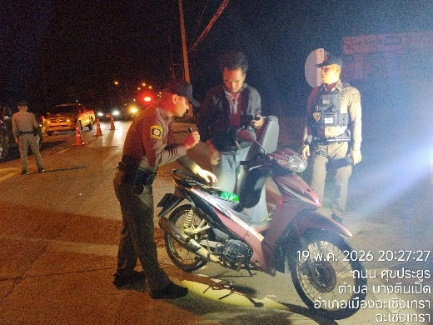 19 พ.ค. 2026 20:27:27
ถนน ศุขประยูร
ตำบล บางตีนเป็ด
อำเภอเมืองฉะเชิงเทรา
ฉะเชิงเทรา